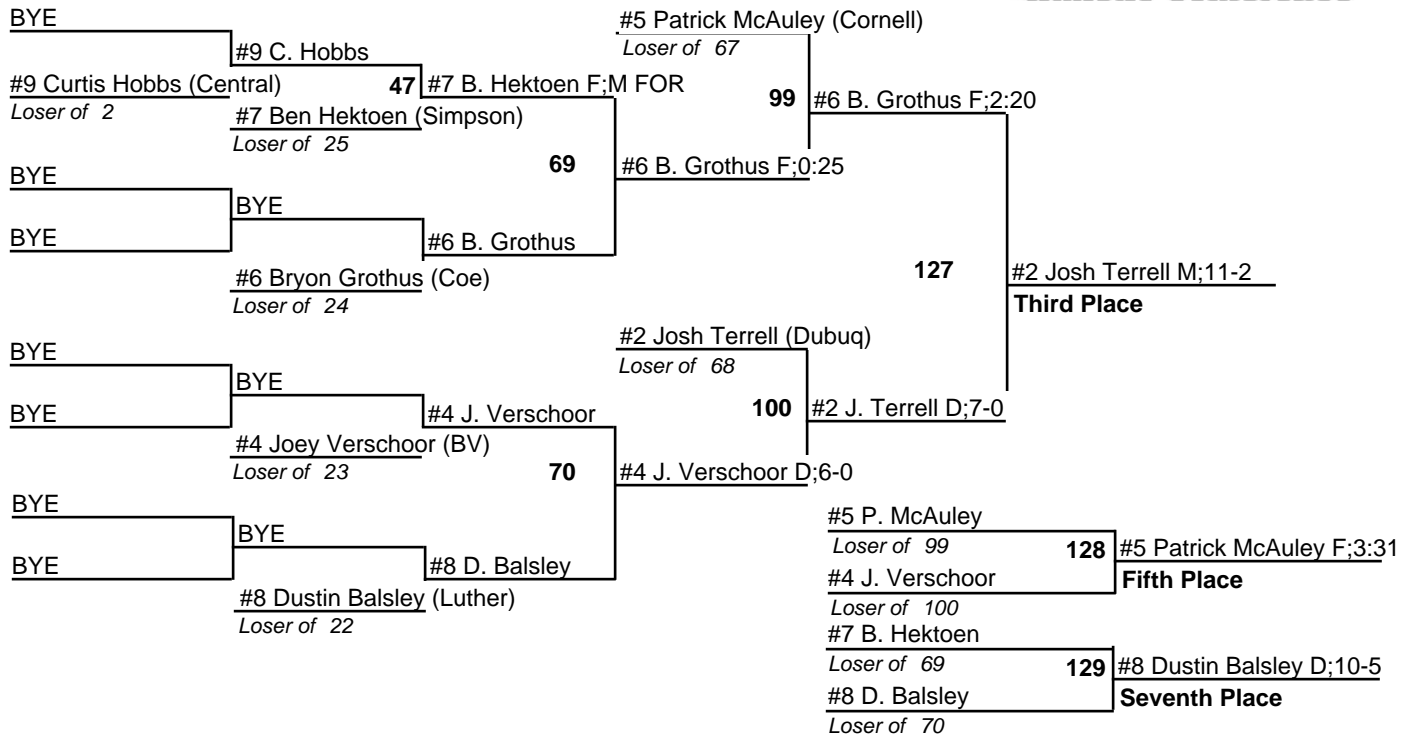 BYE
#5 Patrick McAuley (Cornell)
#9 C. Hobbs
Loser of 67
#9 Curtis Hobbs (Central)
47
#7 B. Hektoen F;M FOR
99
#6 B. Grothus F;2:20
Loser of 2
#7 Ben Hektoen (Simpson)
Loser of 25
69
#6 B. Grothus F;0:25
BYE
BYE
BYE
#6 B. Grothus
#6 Bryon Grothus (Coe)
Loser of 24
127
#2 Josh Terrell M;11-2
Third Place
#2 Josh Terrell (Dubuq)
Loser of 68
BYE
BYE
BYE
#4 J. Verschoor
100
#2 J. Terrell D;7-0
#4 Joey Verschoor (BV)
Loser of 23
70
#4 J. Verschoor D;6-0
BYE
BYE
BYE
#8 D. Balsley
#8 Dustin Balsley (Luther)
Loser of 22
#5 P. McAuley
Loser of 99
128
#5 Patrick McAuley F;3:31
#4 J. Verschoor
Fifth Place
Loser of 100
#7 B. Hektoen
Loser of 69
129
#8 Dustin Balsley D;10-5
#8 D. Balsley
Seventh Place
Loser of 70